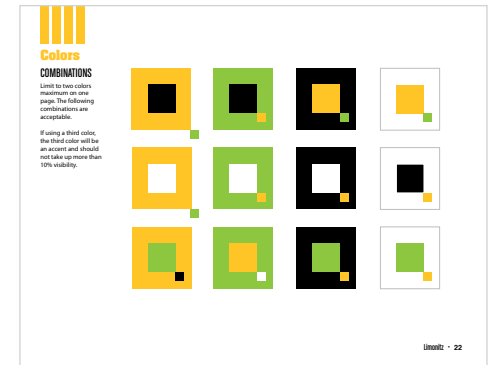 Colors
COMBINATIONS
Limit to two colors
maximum on one
page. The following
combinations are
acceptable.
If using a third color,
the third color will be
an accent and should
not take up more than
10% visibility.
Limonitz • 22